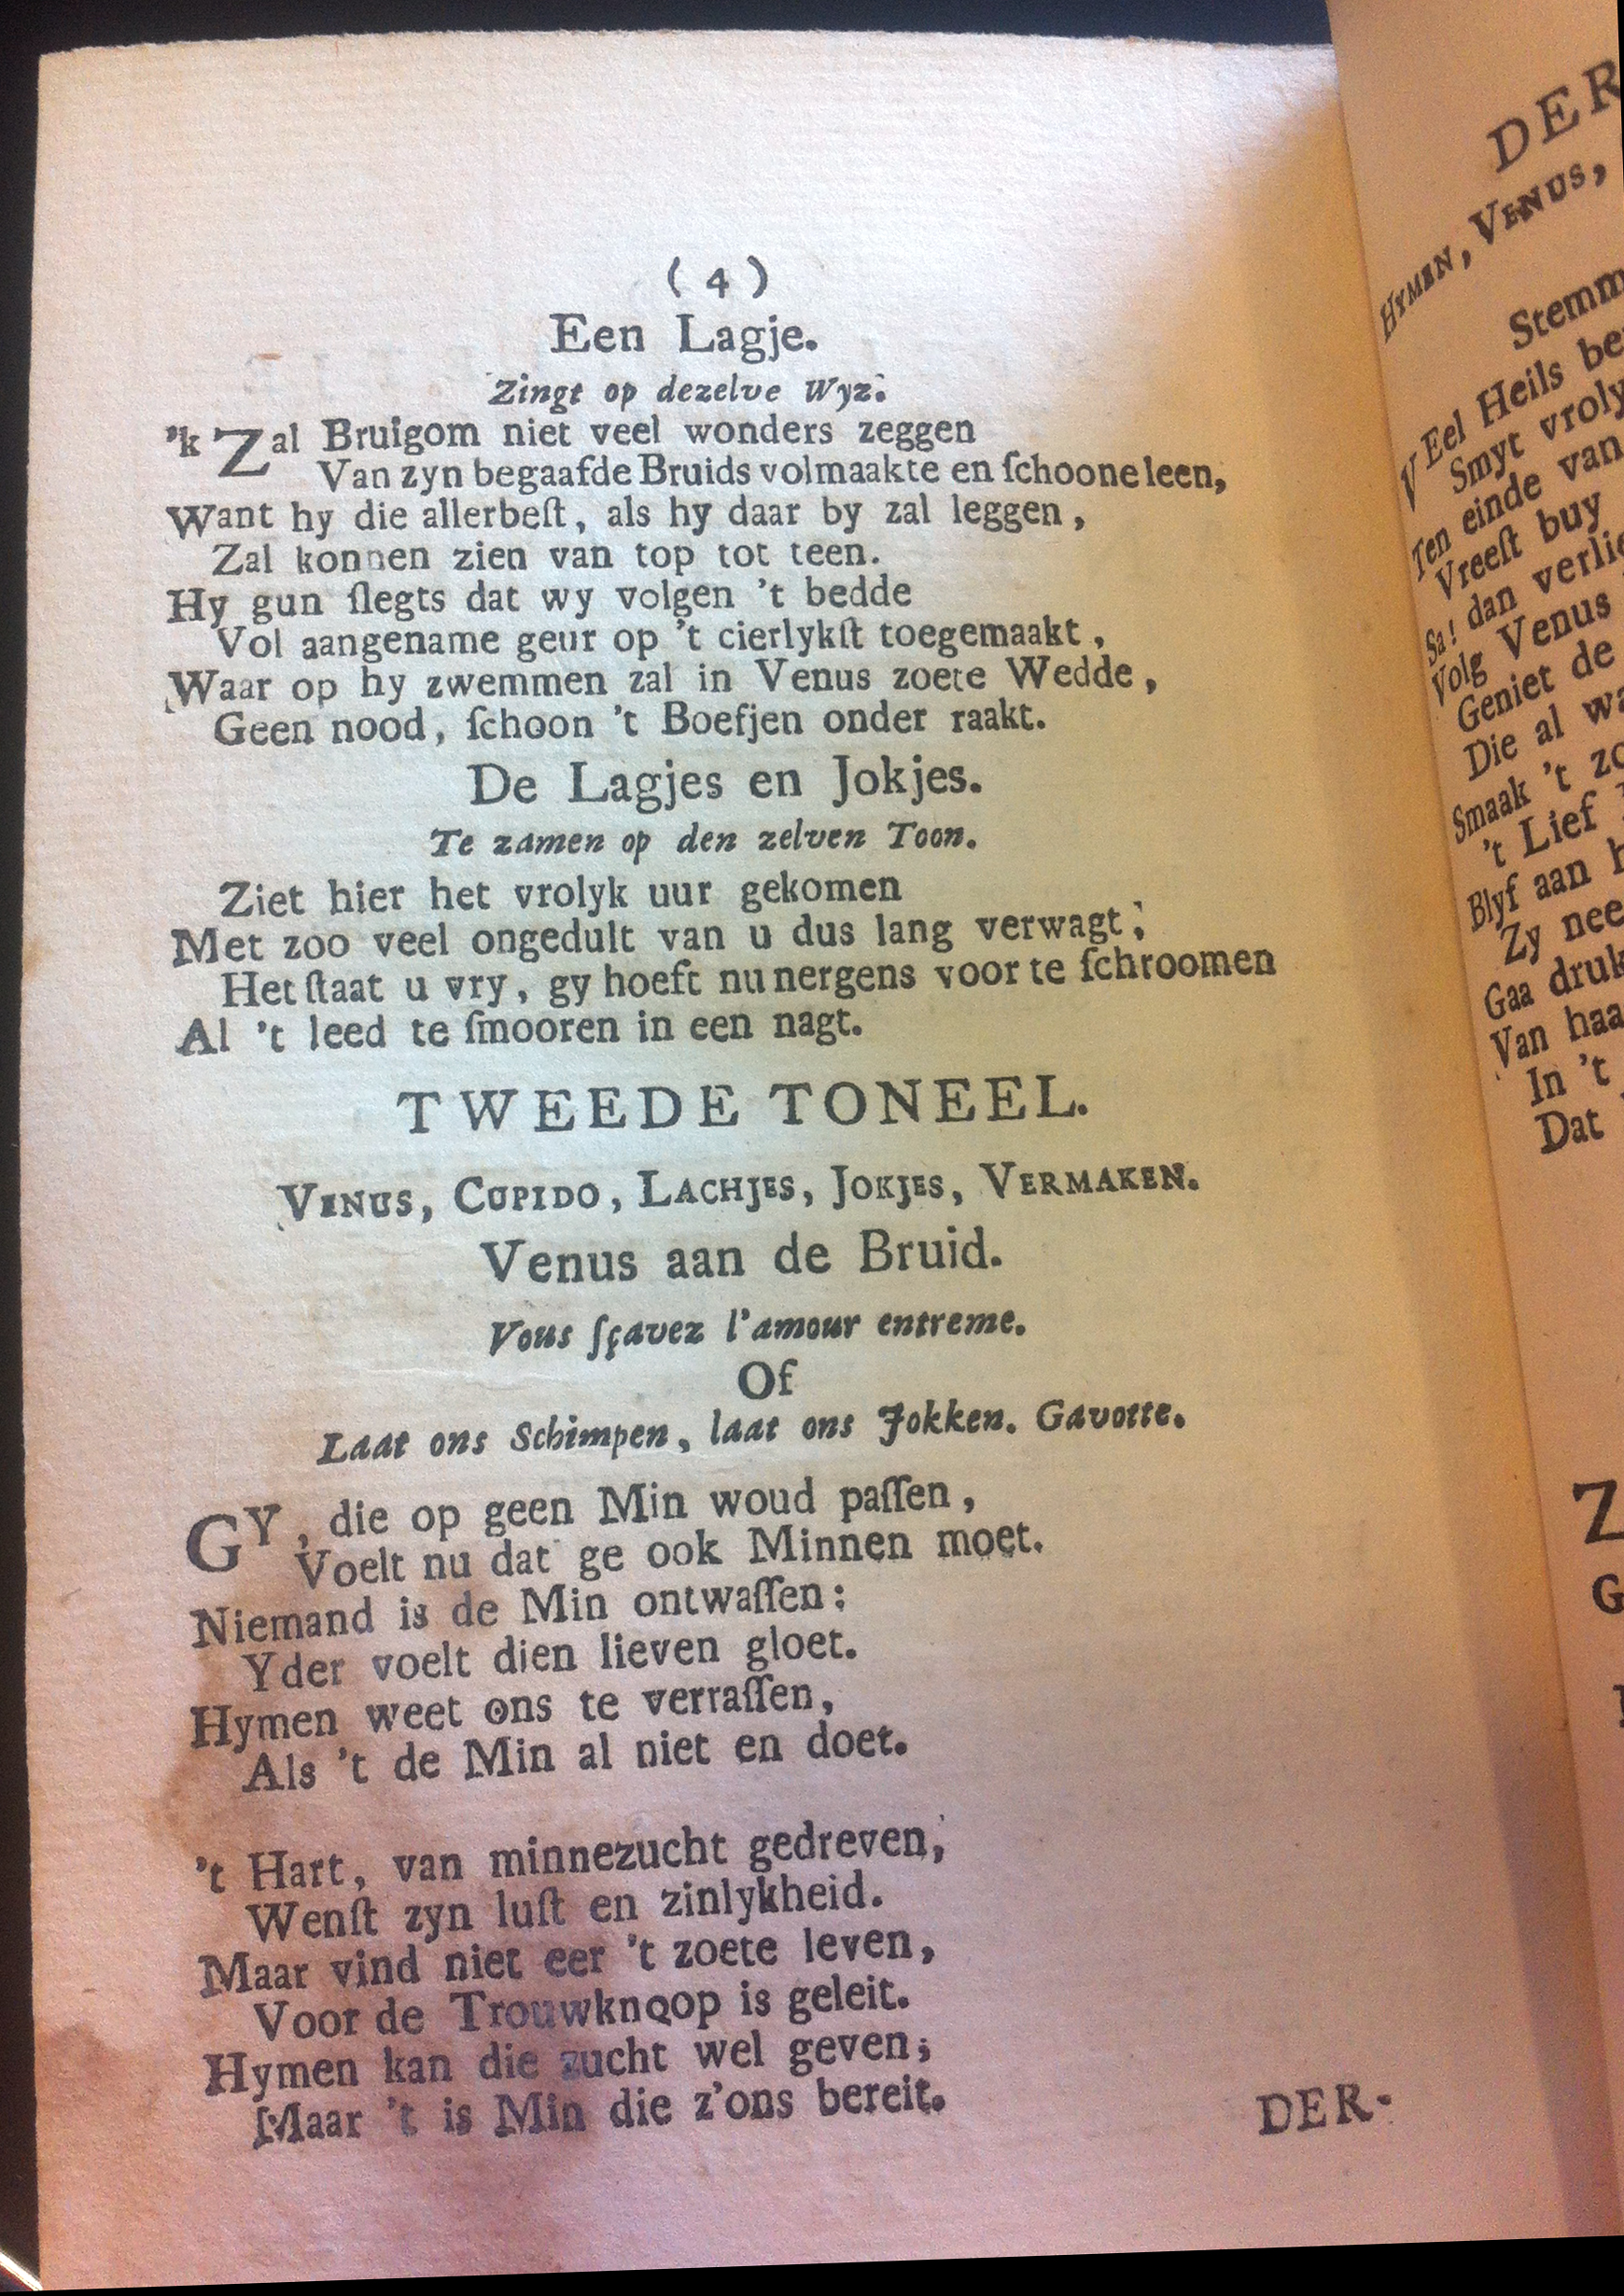 ( 4 )
Een Lagje.
Zingt op dezelve Wyz.
'k Zal Bruigom niet veel wonders zeggen
Van zyn begaafde Bruids volmaakte en ſchoone leen,
Want hy die allerbeſt, als hy daar by zal leggen,
Zal konnen zien van top tot teen.
Hy gun ſlegts dat wy volgen 't bedde
Vol aangename geur op 't cierlykſt toegemaakt,
Waar op hy zwemmen zal in Venus zoete Wedde,
Geen nood, ſchoon 't Boefjen onder raakt.
De Lagjes en Jokjes.
Te zamen op den zelven Toon.
Ziet hier het vrolyk uur gekomen
Met zoo veel ongedult van u dus lang verwagt;
Het ſtaat u vry, gy hoeft nu nergens voor te ſchroomen
Al 't leed te ſmooren in een nagt.
TWEEDE TONEEL.
VENUS, CUPIDO, LACHJES, JOKJES, VERMAKEN.
Venus aan de Bruid.
Vous ſçavez l'amour entreme.
Of
Laat ons Schimpen, laat ons Jokken. Gavotte.
GY, die op geen Min woud paſſen,
Voelt nu dat ge ook Minnen moet.
Niemand is de Min ontwaſſen:
Yder voelt dien lieven gloet.
Hymen weet ons te verraſſen,
Als 't de Min al niet en doet.
't Hart, van minnezucht gedreven,
Wenſt zyn luſt en zinlykheid.
Maar vind niet eer 't zoete leven,
Voor de Trouwknoop is geleit.
Hymen kan die zucht wel geven;
Maar 't is Min die z'ons bereit.
DER-
DER
HYMEN, VENUS,
Stemm
VEel Heils be
Smyt vroly
Ten einde van
Vreeſt buy
Sa! dan verlie
Volg Venus
Geniet de
Die al wa
Smaak 't zo
't Lief
Blyf aan h
Zy nee
Gaa druk
Van haa
In 't
Dat
Z
G